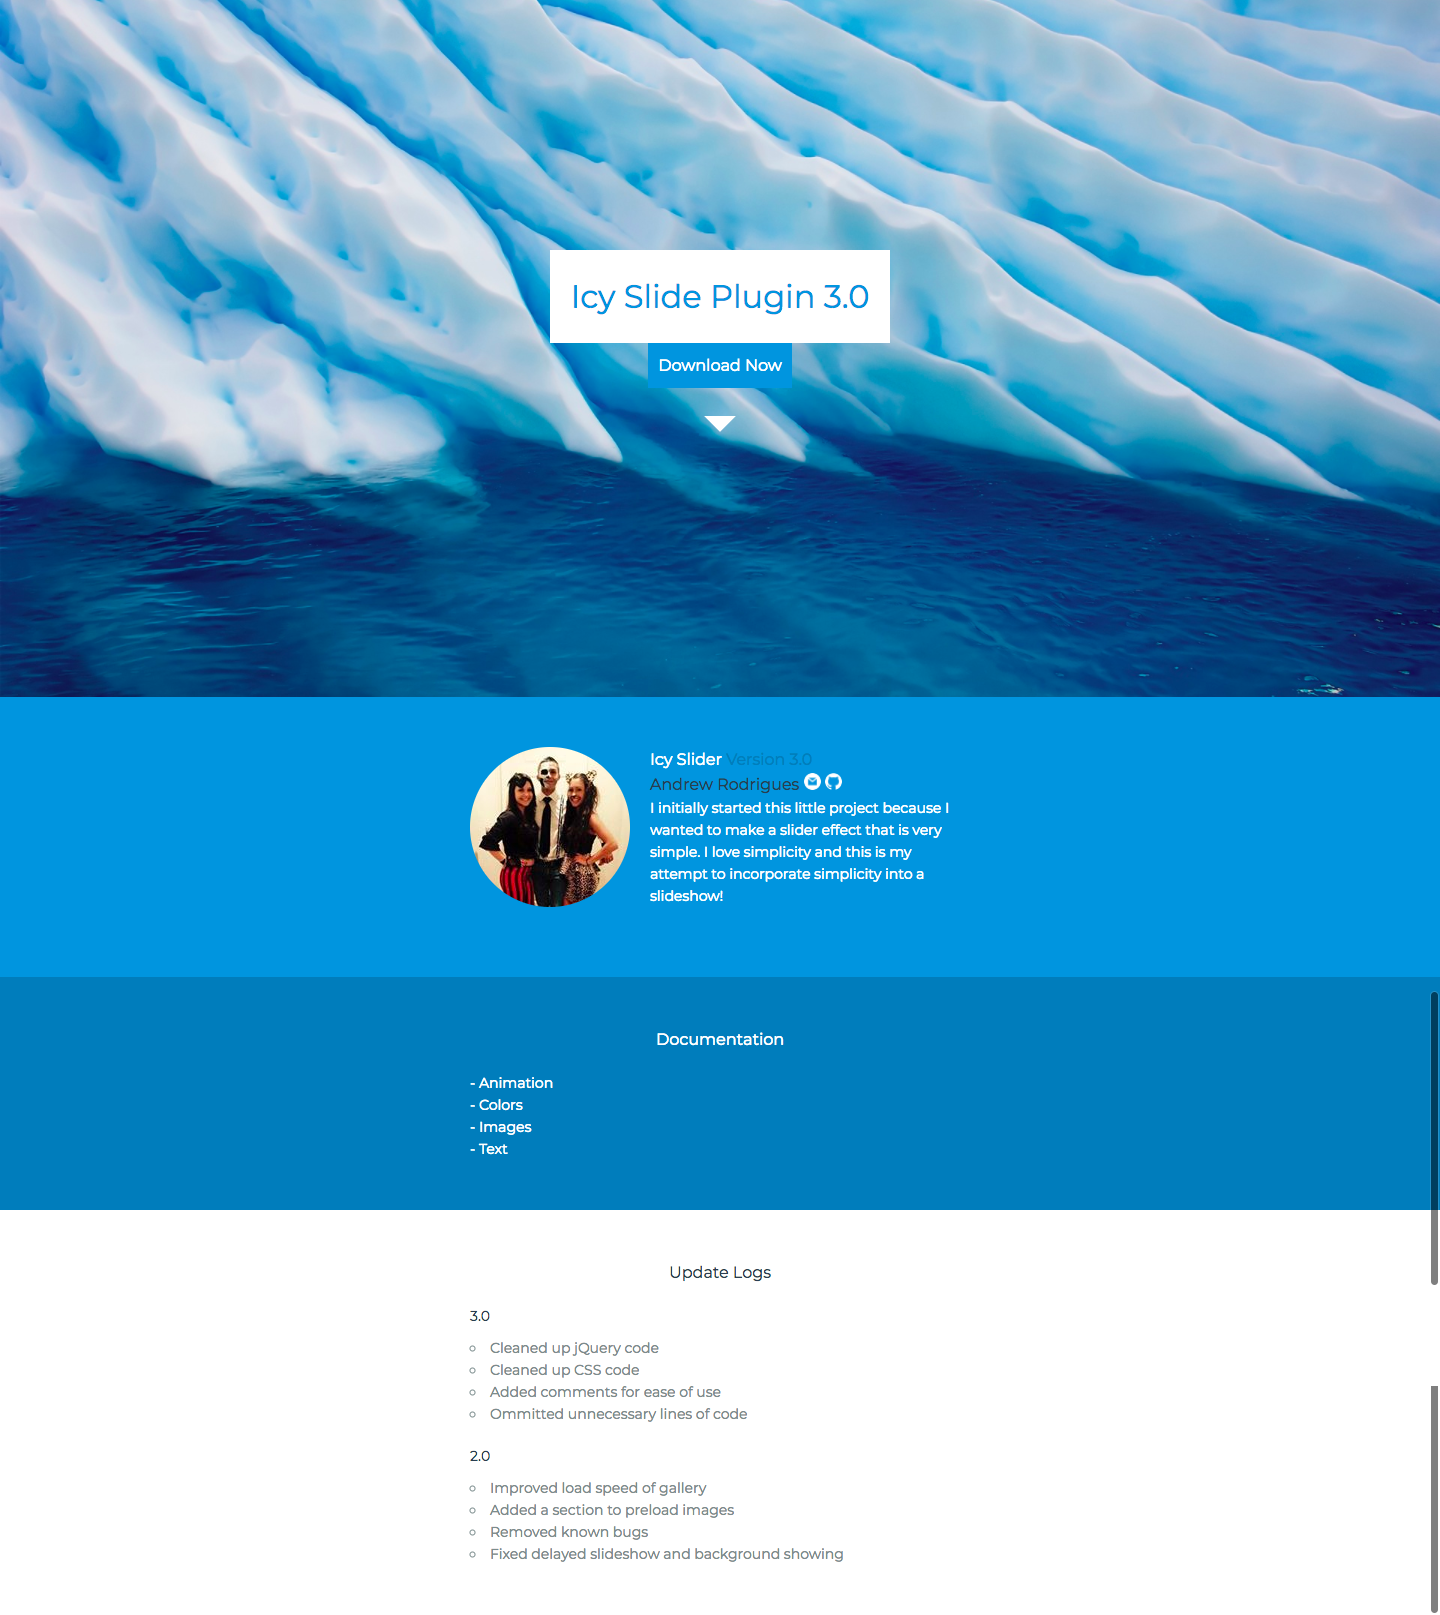 Icy Slide Plugin 3.0
Download Now
Icy Slider Version 3.0
Andrew Rodrigues
I initially started this little project because I
wanted to make a slider effect that is very
simple. I love simplicity and this is my
attempt to incorporate simplicity into a
slideshow!
Documentation
- Animation
- Colors
- Images
- Text
Update Logs
3.0
Cleaned up jQuery code
Cleaned up CSS code
Added comments for ease of use
Ommitted unnecessary lines of code
2.0
Improved load speed of gallery
Added a section to preload images
Removed known bugs
Fixed delayed slideshow and background showing